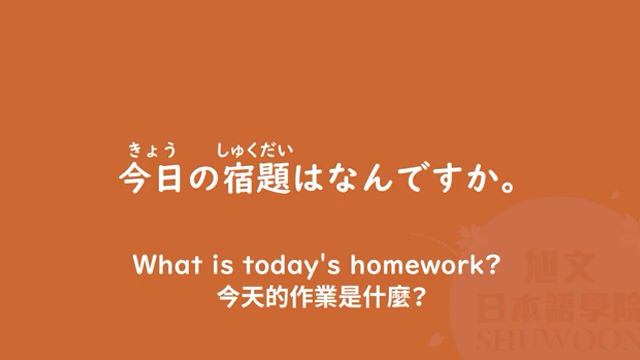 きょう しゅくだい
今日の宿題はなんですか。
What is today's homework?
今天的作業是什麼?
旭文
日本語學院
SHUWOON